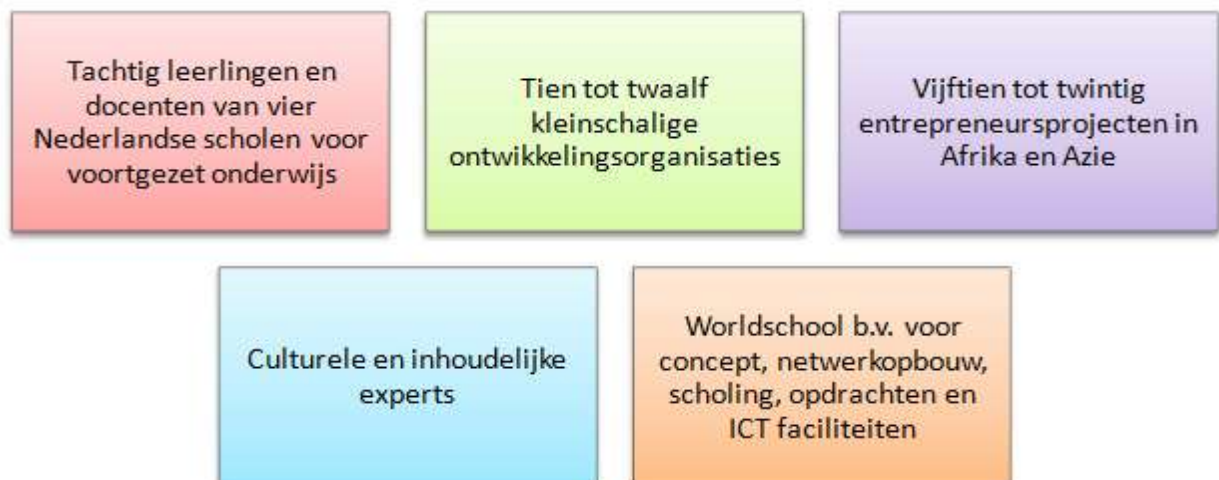 Tachtig leerlingen en
docenten van vier
Nederlandse scholen voor
voortgezet onderwijs
Tien tot twaalf
kleinschalige
ontwikkelingsorganisaties
Vijftien tot twintig
entrepreneursprojecten in
Afrika en Azie
Culturele en inhoudelijke
experts
Worldschool b.v. voor
concept, netwerkopbouw,
scholing, opdrachten en
ICT faciliteiten